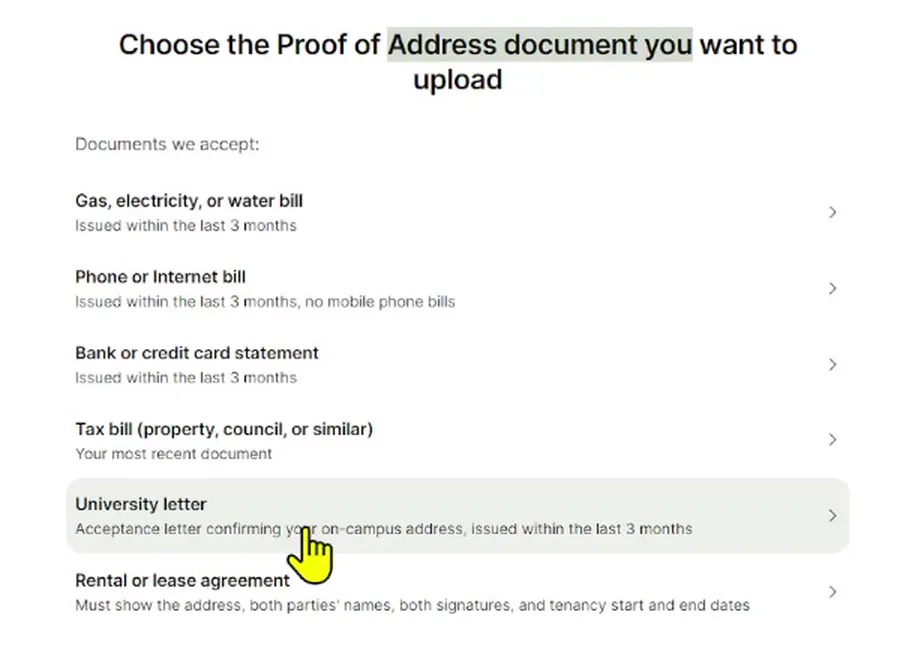 Choose the Proof of Address document you want to
upload
Documents we accept:
Gas, electricity, or water bill
Issued within the last 3 months
Phone or Internet bill
Issued within the last 3 months, no mobile phone bills
Bank or credit card statement
Issued within the last 3 months
Tax bill (property, council, or similar)
Your most recent document
University letter
Acceptance letter confirming your on-campus address, issued within the last 3 months
Rental or lease agreement
Must show the address, both parties' names, both signatures, and tenancy start and end dates